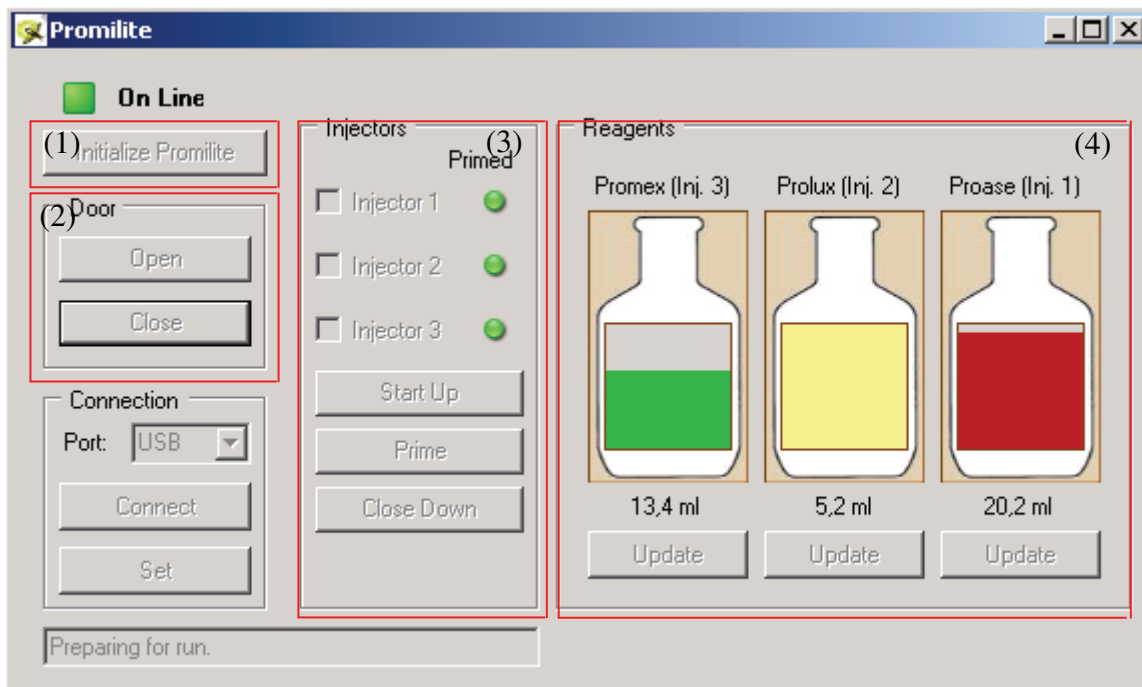 Promilite
On Line
(1)
Initialize Promilite
(2)
Door
Open
Close
Connection
Port: USB
Connect
Set
Injectors
(3)
Primed
Injector 1
Injector 2
Injector 3
Start Up
Prime
Close Down
Reagents
(4)
Promex (Inj. 3) Prolux (Inj. 2) Proase (Inj. 1)
13,4 ml 5,2 ml 20,2 ml
Update Update Update
Preparing for run.